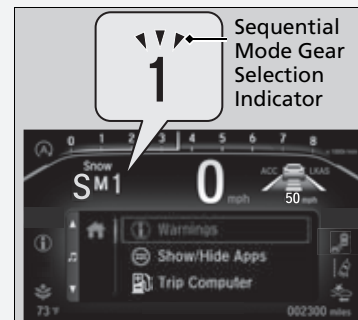 Sequential
Mode Gear
Selection
Indicator
1
0 1 2 3 4 5 6 7 8
Snow
S M 1
0 mph
ACC LKAS
50
Warnings
Show/Hide Apps
Trip Computer
73
002300 miles